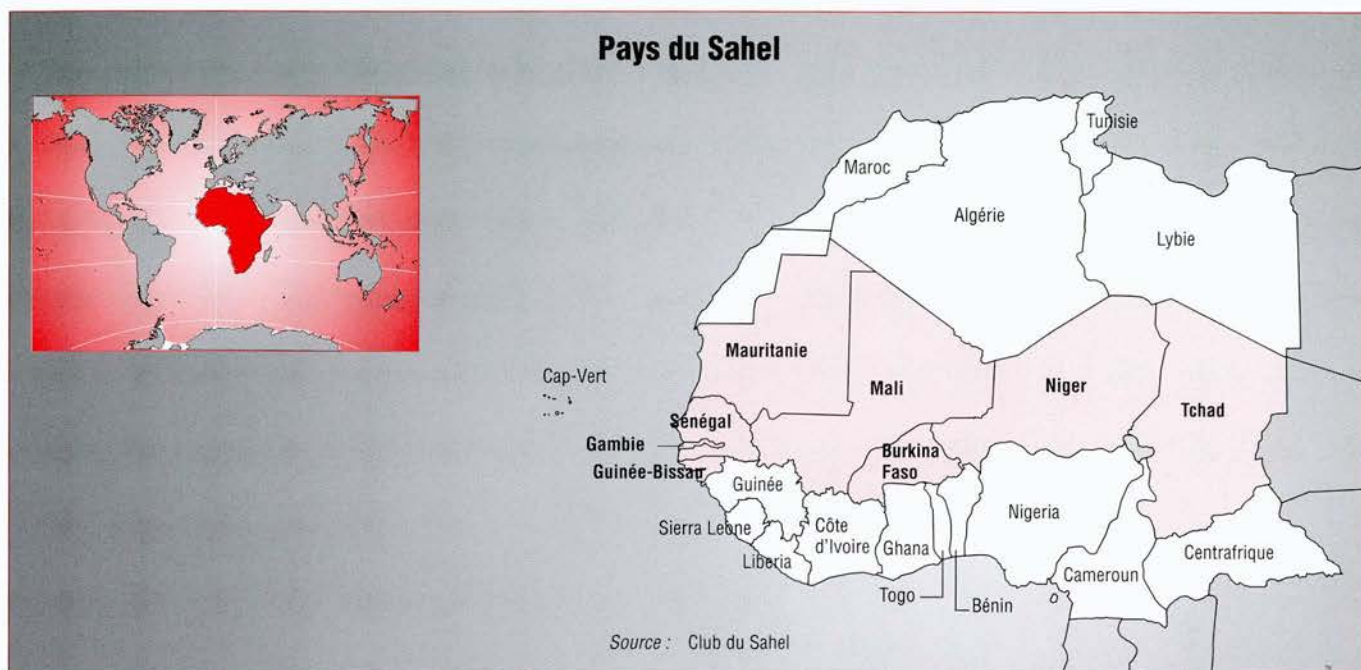 Pays du Sahel
Tunisie
Maroc
Algérie
Lybie
Mauritanie
Cap-Vert
Mali
Niger
Tchad
Sénégal
Gambie
Burkina
Faso
Guinée-Bissau
Guinée
Nigeria
Sierra Leone
Côte
d'Ivoire
Ghana
Centrafrique
Liberia
Cameroun
Togo
Bénin
Source : Club du Sahel